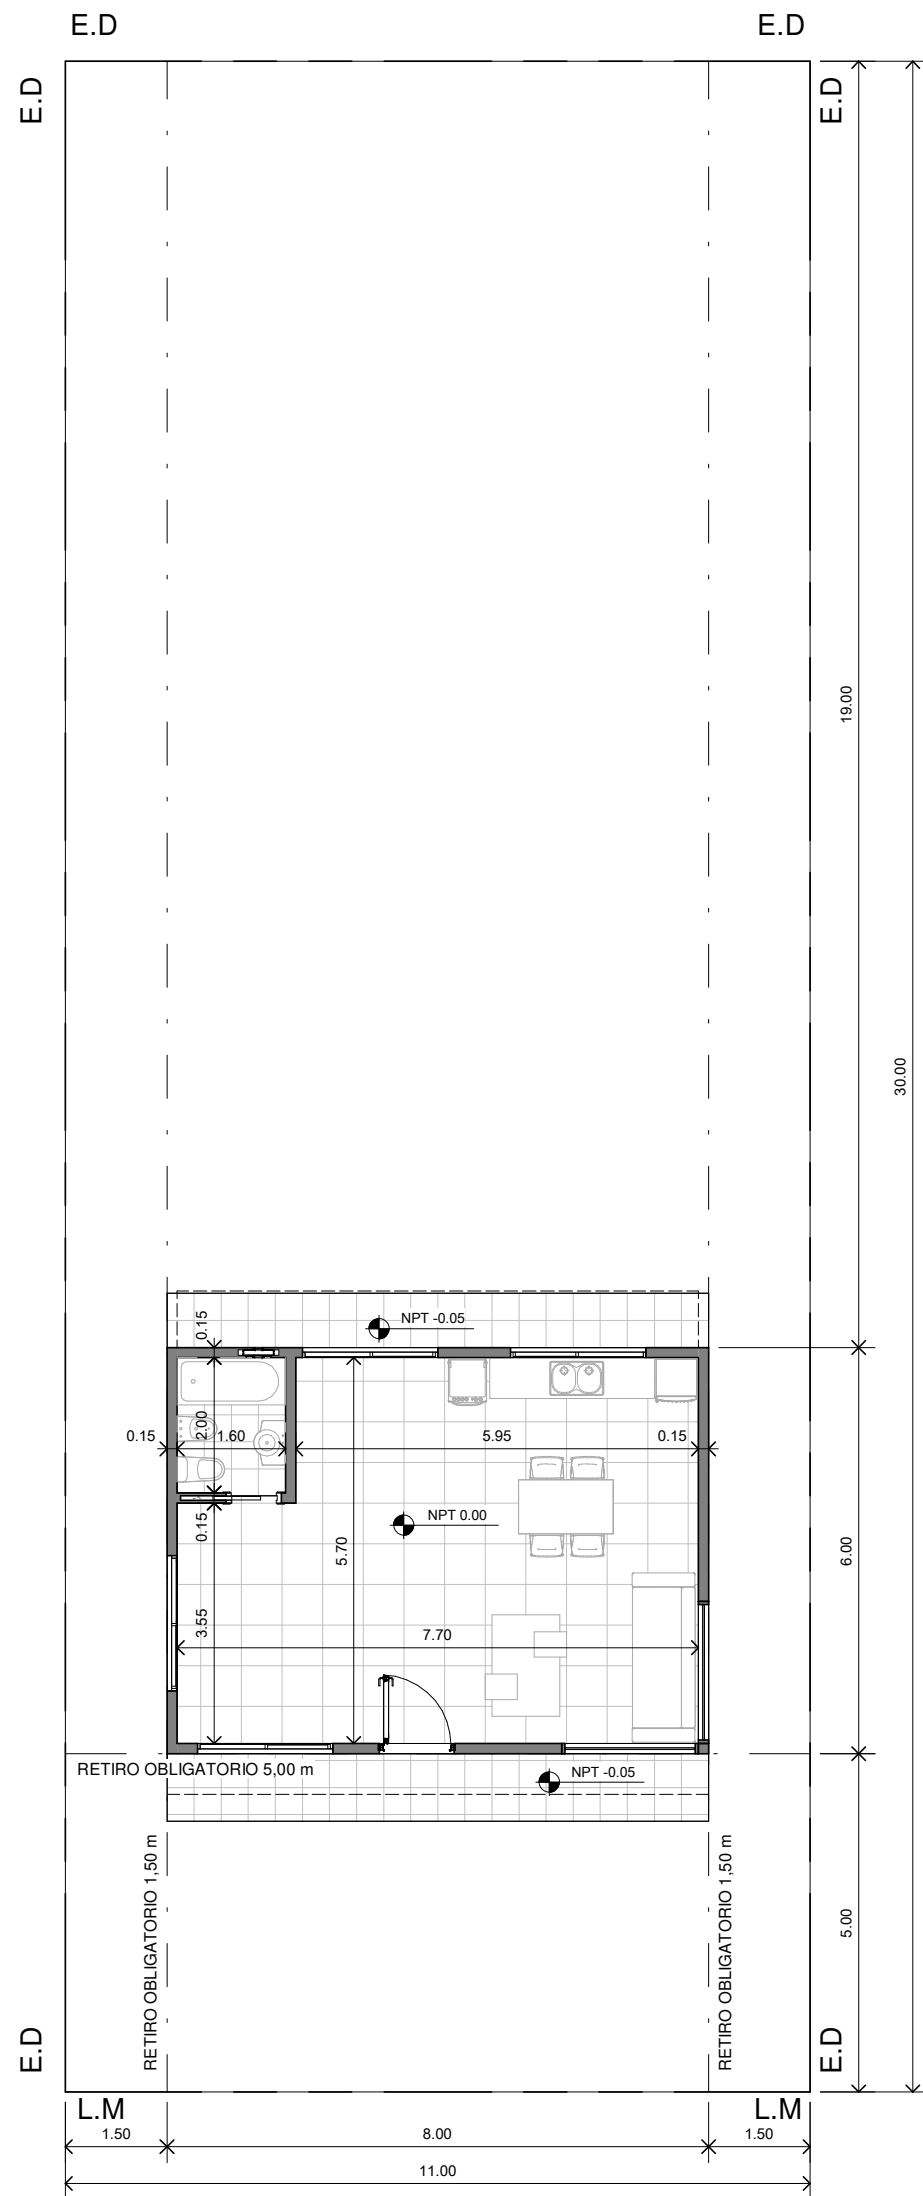 E.D
E.D
E.D
E.D
19.00
30.00
0.15
NPT -0.05
2.00
0.15
1.60
5.95
0.15
NPT 0.00
0.15
5.70
6.00
3.55
7.70
RETIRO OBLIGATORIO 5,00 m
NPT -0.05
RETIRO OBLIGATORIO 1,50 m
RETIRO OBLIGATORIO 1,50 m
5.00
E.D
E.D
L.M
L.M
1.50
8.00
1.50
11.00